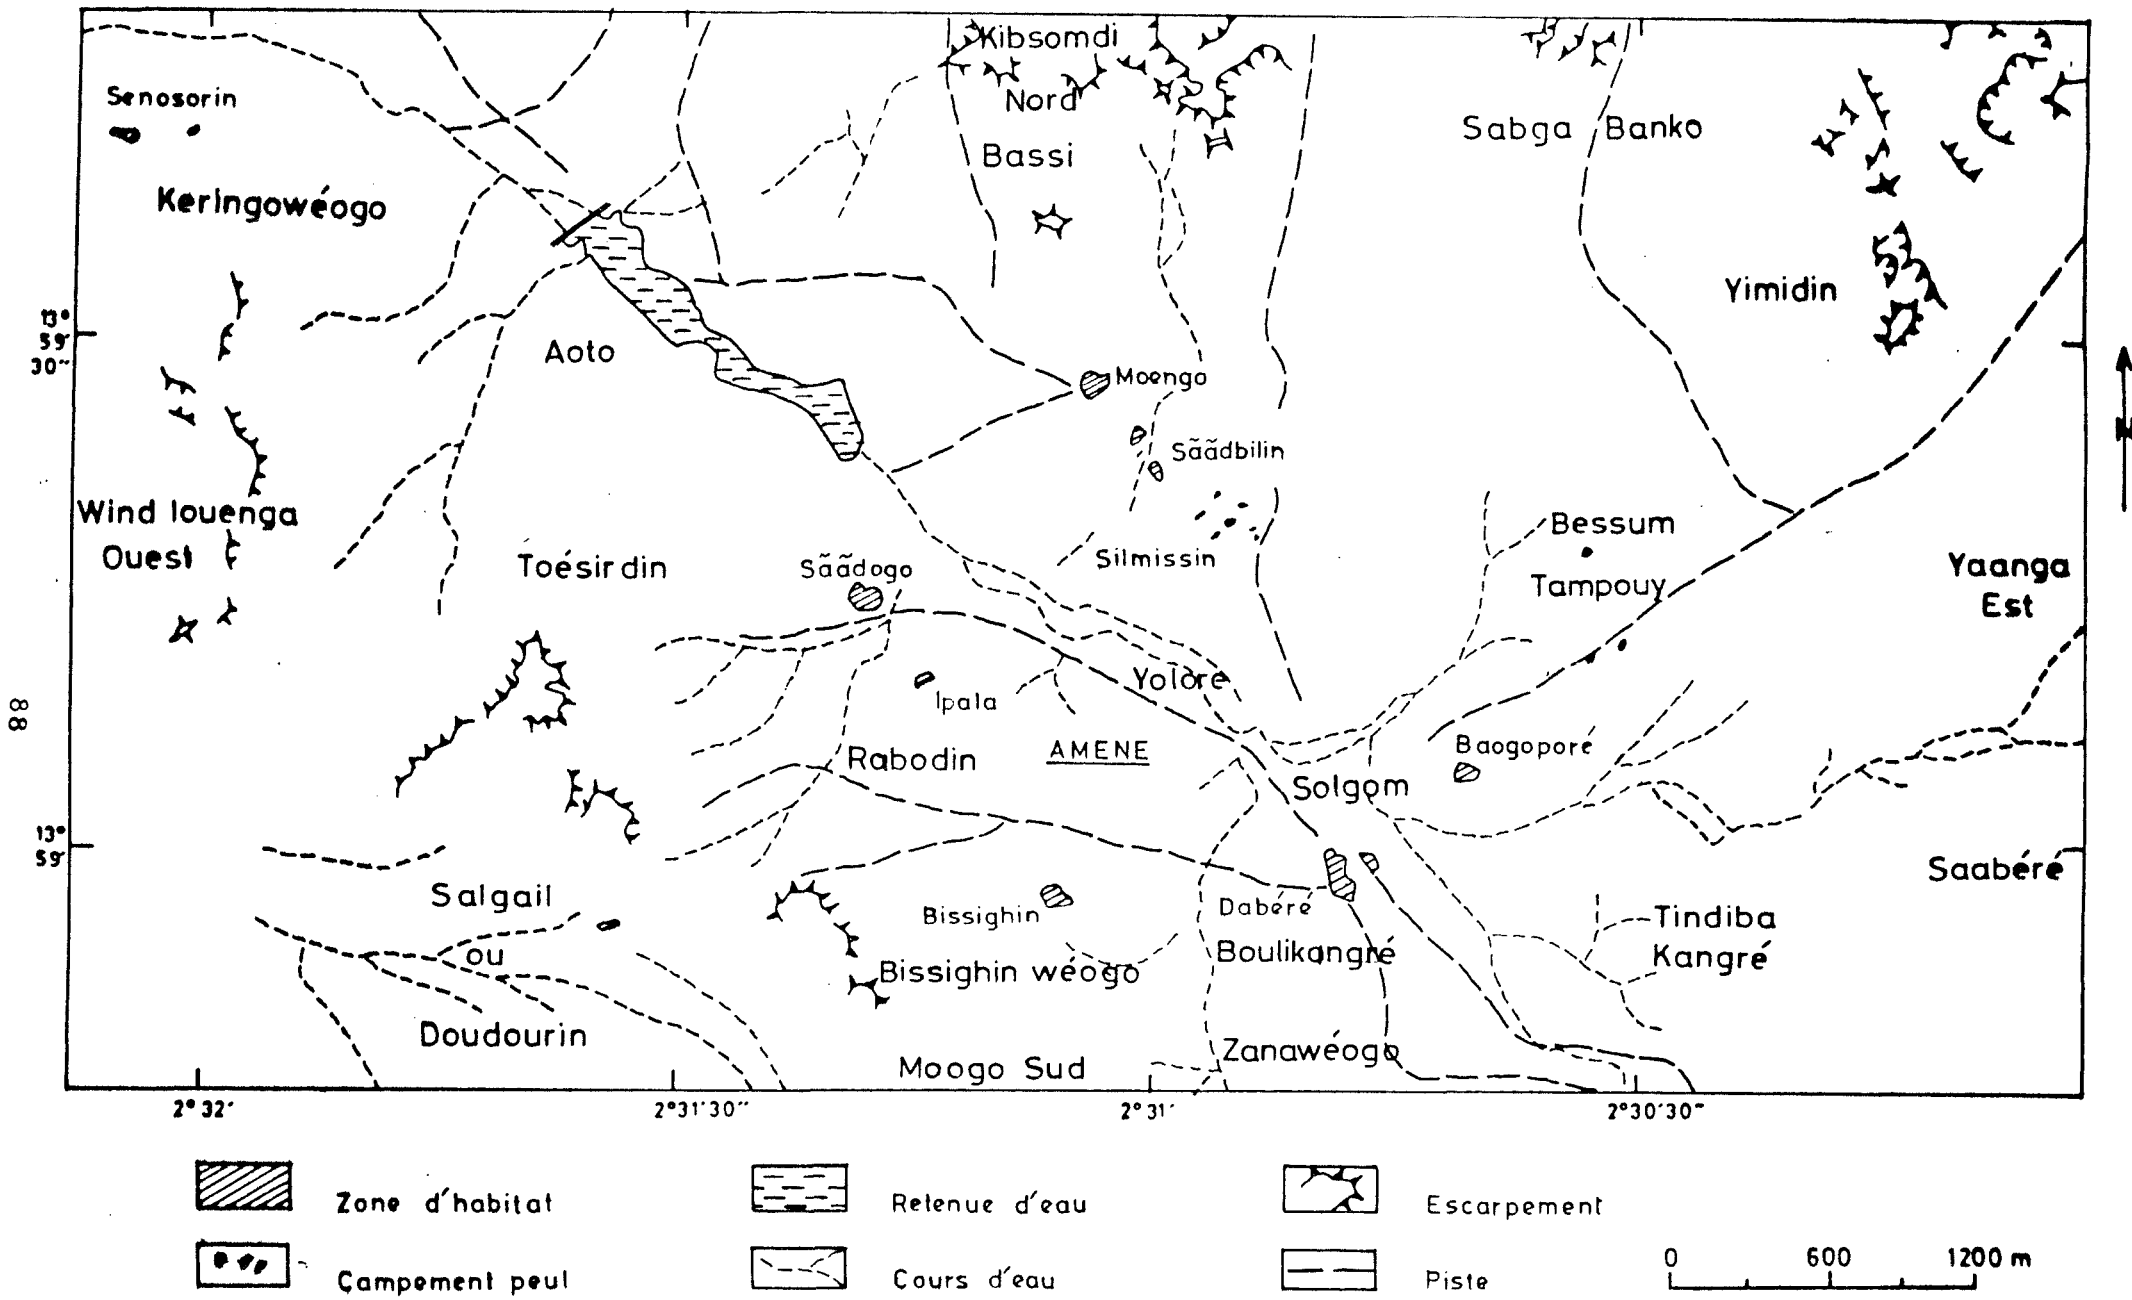 Kibsomdi
Nord
Senosorin
Bassi
Sabga Banko
Keringowéogo
Yimidin
13°
59'
30"
Aoto
Moengo
N
Sããdbilin
Wind louenga
Ouest
Bessum
Toésirdin
Sããdogo
Silmissin
Tampouy
Yaanga
Est
Yolore
Ipala
88
Rabodin
AMENE
Baogoporé
Solgom
13°
59'
Salgail
Saabéré
Bissighin
Dabéré
Tindiba
Kangré
ou
Boulikangré
Bissighin wéogo
Doudourin
Moogo Sud
Zanawéogo
2°32'
2°31'30"
2°31'
2°30'30"
Zone d'habitat
Retenue d'eau
Escarpement
Campement peul
Cours d'eau
Piste
0 600 1200 m